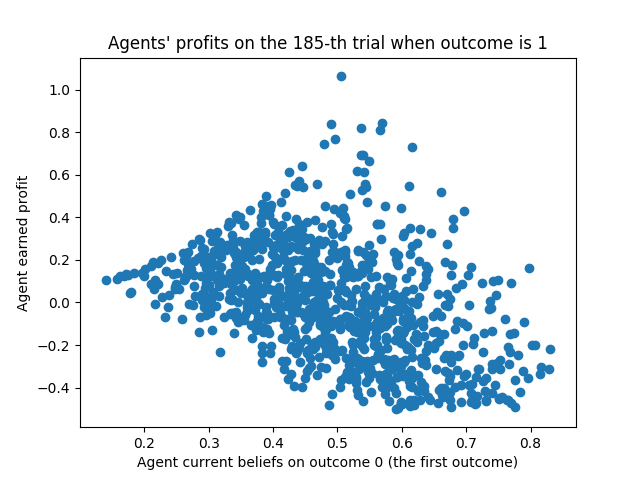 Agents' profits on the 185-th trial when outcome is 1
1.0
0.8
0.6
0.4
0.2
0.0
−0.2
−0.4
Agent earned profit
0.2 0.3 0.4 0.5 0.6 0.7 0.8
Agent current beliefs on outcome 0 (the first outcome)